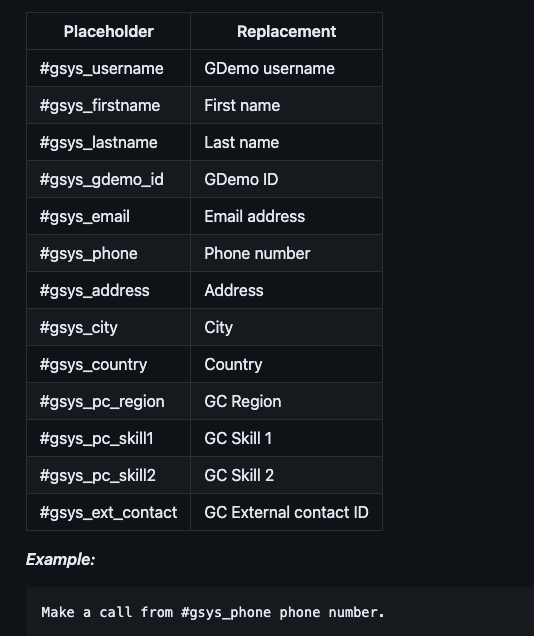 Placeholder Replacement
#gsys_username GDemo username
#gsys_firstname First name
#gsys_lastname Last name
#gsys_gdemo_id GDemo ID
#gsys_email Email address
#gsys_phone Phone number
#gsys_address Address
#gsys_city City
#gsys_country Country
#gsys_pc_region GC Region
#gsys_pc_skill1 GC Skill 1
#gsys_pc_skill2 GC Skill 2
#gsys_ext_contact GC External contact ID
Example:
Make a call from #gsys_phone phone number.